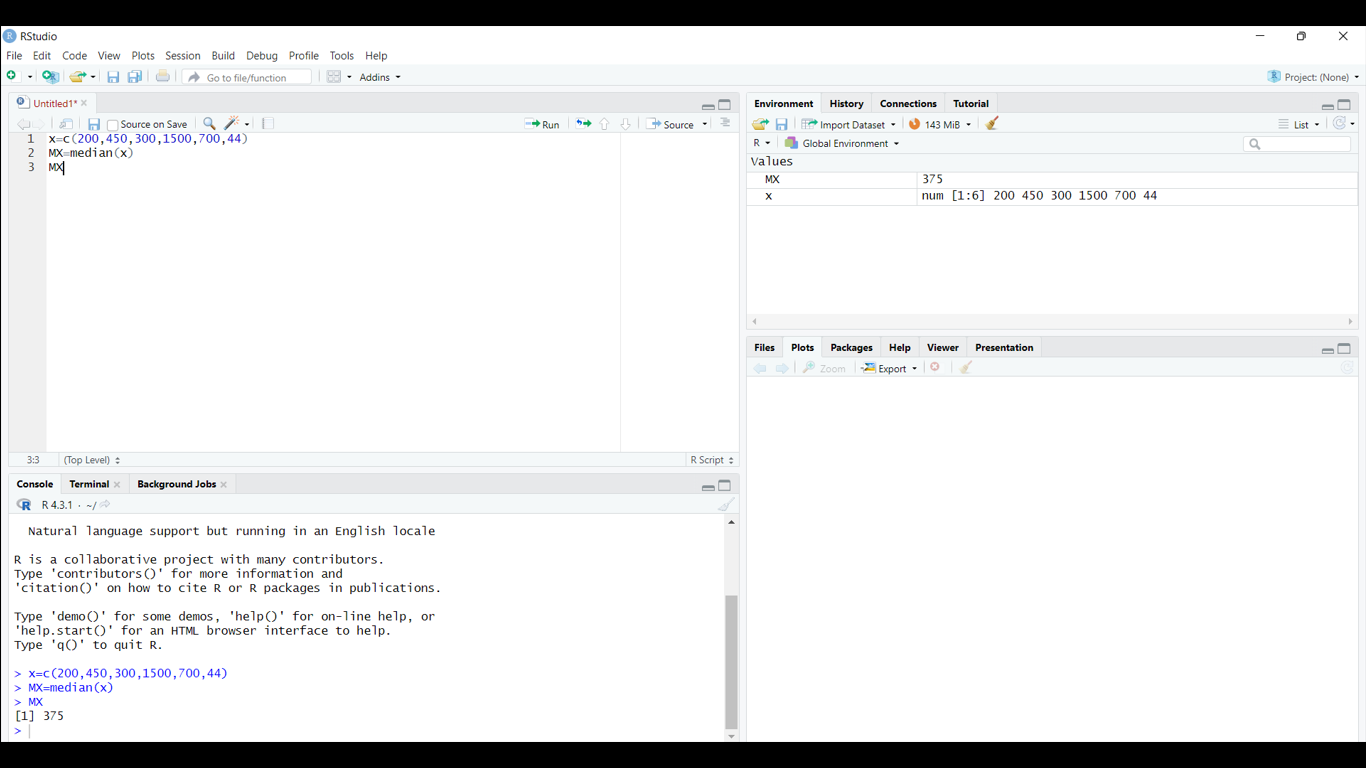 RStudio
File Edit Code View Plots Session Build Debug Profile Tools Help
Go to file/function Addins Project: (None)
Untitled1*
Source on Save Run Source
1 x=c(200,450,300,1500,700,44)
2 MX=median(x)
3 MX
3:3 (Top Level) R Script
Console Terminal Background Jobs
R 4.3.1 · ~/
Natural language support but running in an English locale
R is a collaborative project with many contributors.
Type 'contributors()' for more information and
'citation()' on how to cite R or R packages in publications.
Type 'demo()' for some demos, 'help()' for on-line help, or
'help.start()' for an HTML browser interface to help.
Type 'q()' to quit R.
> x=c(200,450,300,1500,700,44)
> MX=median(x)
> MX
[1] 375
>
Environment History Connections Tutorial
Import Dataset 143 MiB List
R Global Environment
Values
MX 375
x num [1:6] 200 450 300 1500 700 44
Files Plots Packages Help Viewer Presentation
Zoom Export